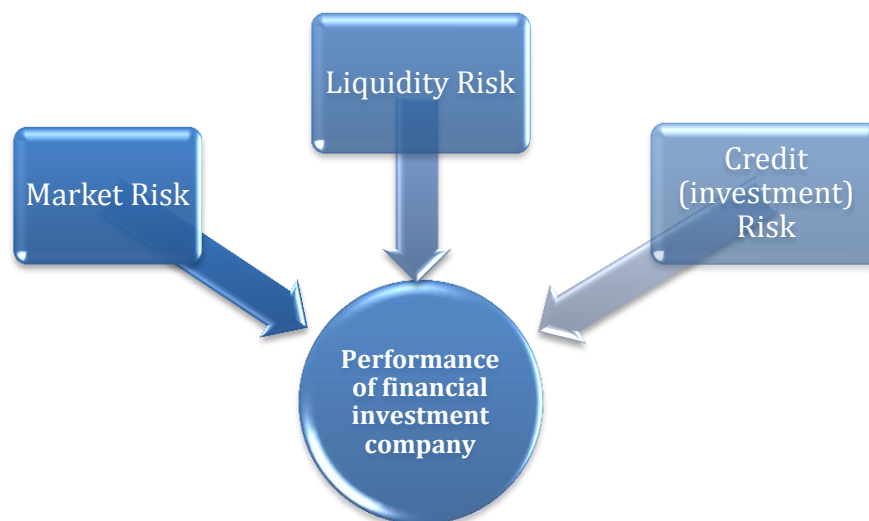 Market Risk
Liquidity Risk
Credit
(investment)
Risk
Performance
of financial
investment
company